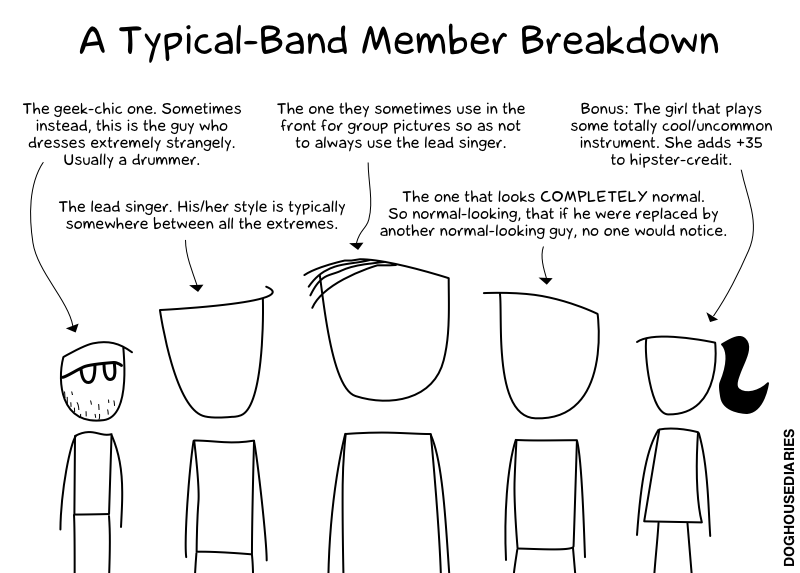 A Typical-Band Member Breakdown
The geek-chic one. Sometimes
instead, this is the guy who
dresses extremely strangely.
Usually a drummer.
The one they sometimes use in the
front for group pictures so as not
to always use the lead singer.
Bonus: The girl that plays
some totally cool/uncommon
instrument. She adds +35
to hipster-credit.
The lead singer. His/her style is typically
somewhere between all the extremes.
The one that looks COMPLETELY normal.
So normal-looking, that if he were replaced by
another normal-looking guy, no one would notice.
DOGHOUSEDIARIES